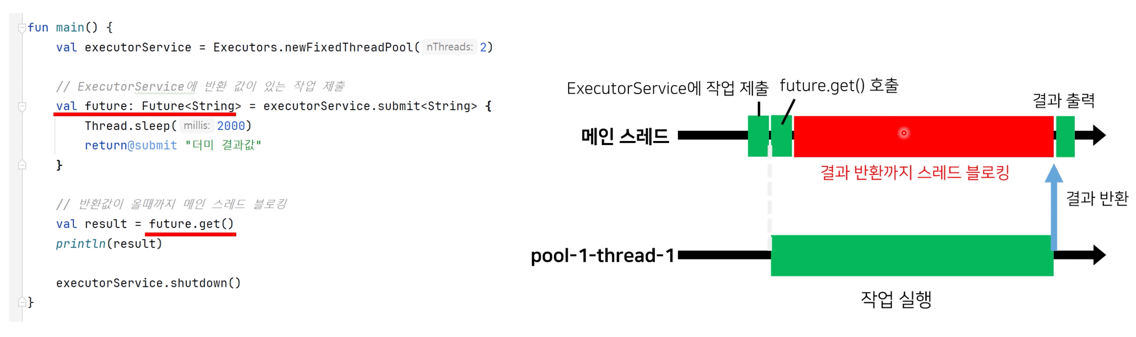 fun main() {
val executorService = Executors.newFixedThreadPool( nThreads: 2)
// ExecutorService에 반환 값이 있는 작업 제출
val future: Future<String> = executorService.submit<String> {
Thread.sleep( millis: 2000)
return@submit "더미 결과값"
}
// 반환값이 올때까지 메인 스레드 블로킹
val result = future.get()
println(result)
executorService.shutdown()
}
ExecutorService에 작업 제출
future.get() 호출
결과 출력
메인 스레드
결과 반환까지 스레드 블로킹
결과 반환
pool-1-thread-1
작업 실행